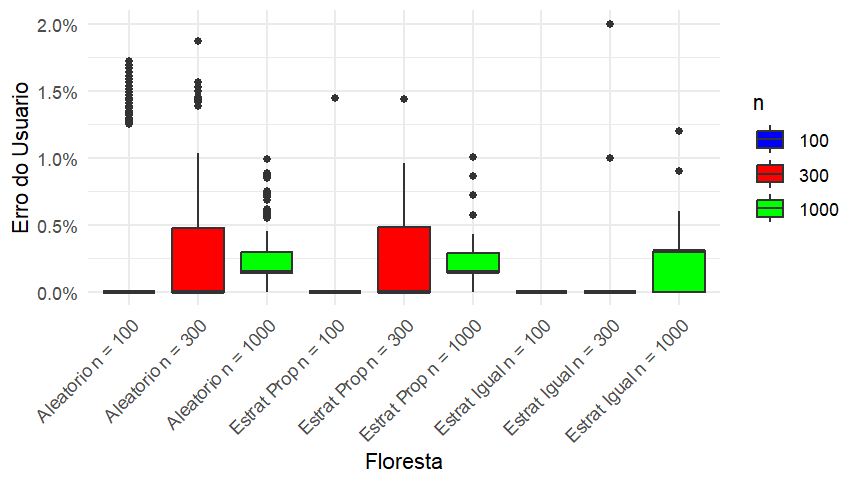 2.0%
1.5%
1.0%
0.5%
0.0%
Erro do Usuario
Aleatorio n = 100
Aleatorio n = 300
Aleatorio n = 1000
Estrat Prop n = 100
Estrat Prop n = 300
Estrat Prop n = 1000
Estrat Igual n = 100
Estrat Igual n = 300
Estrat Igual n = 1000
Floresta
n
100
300
1000